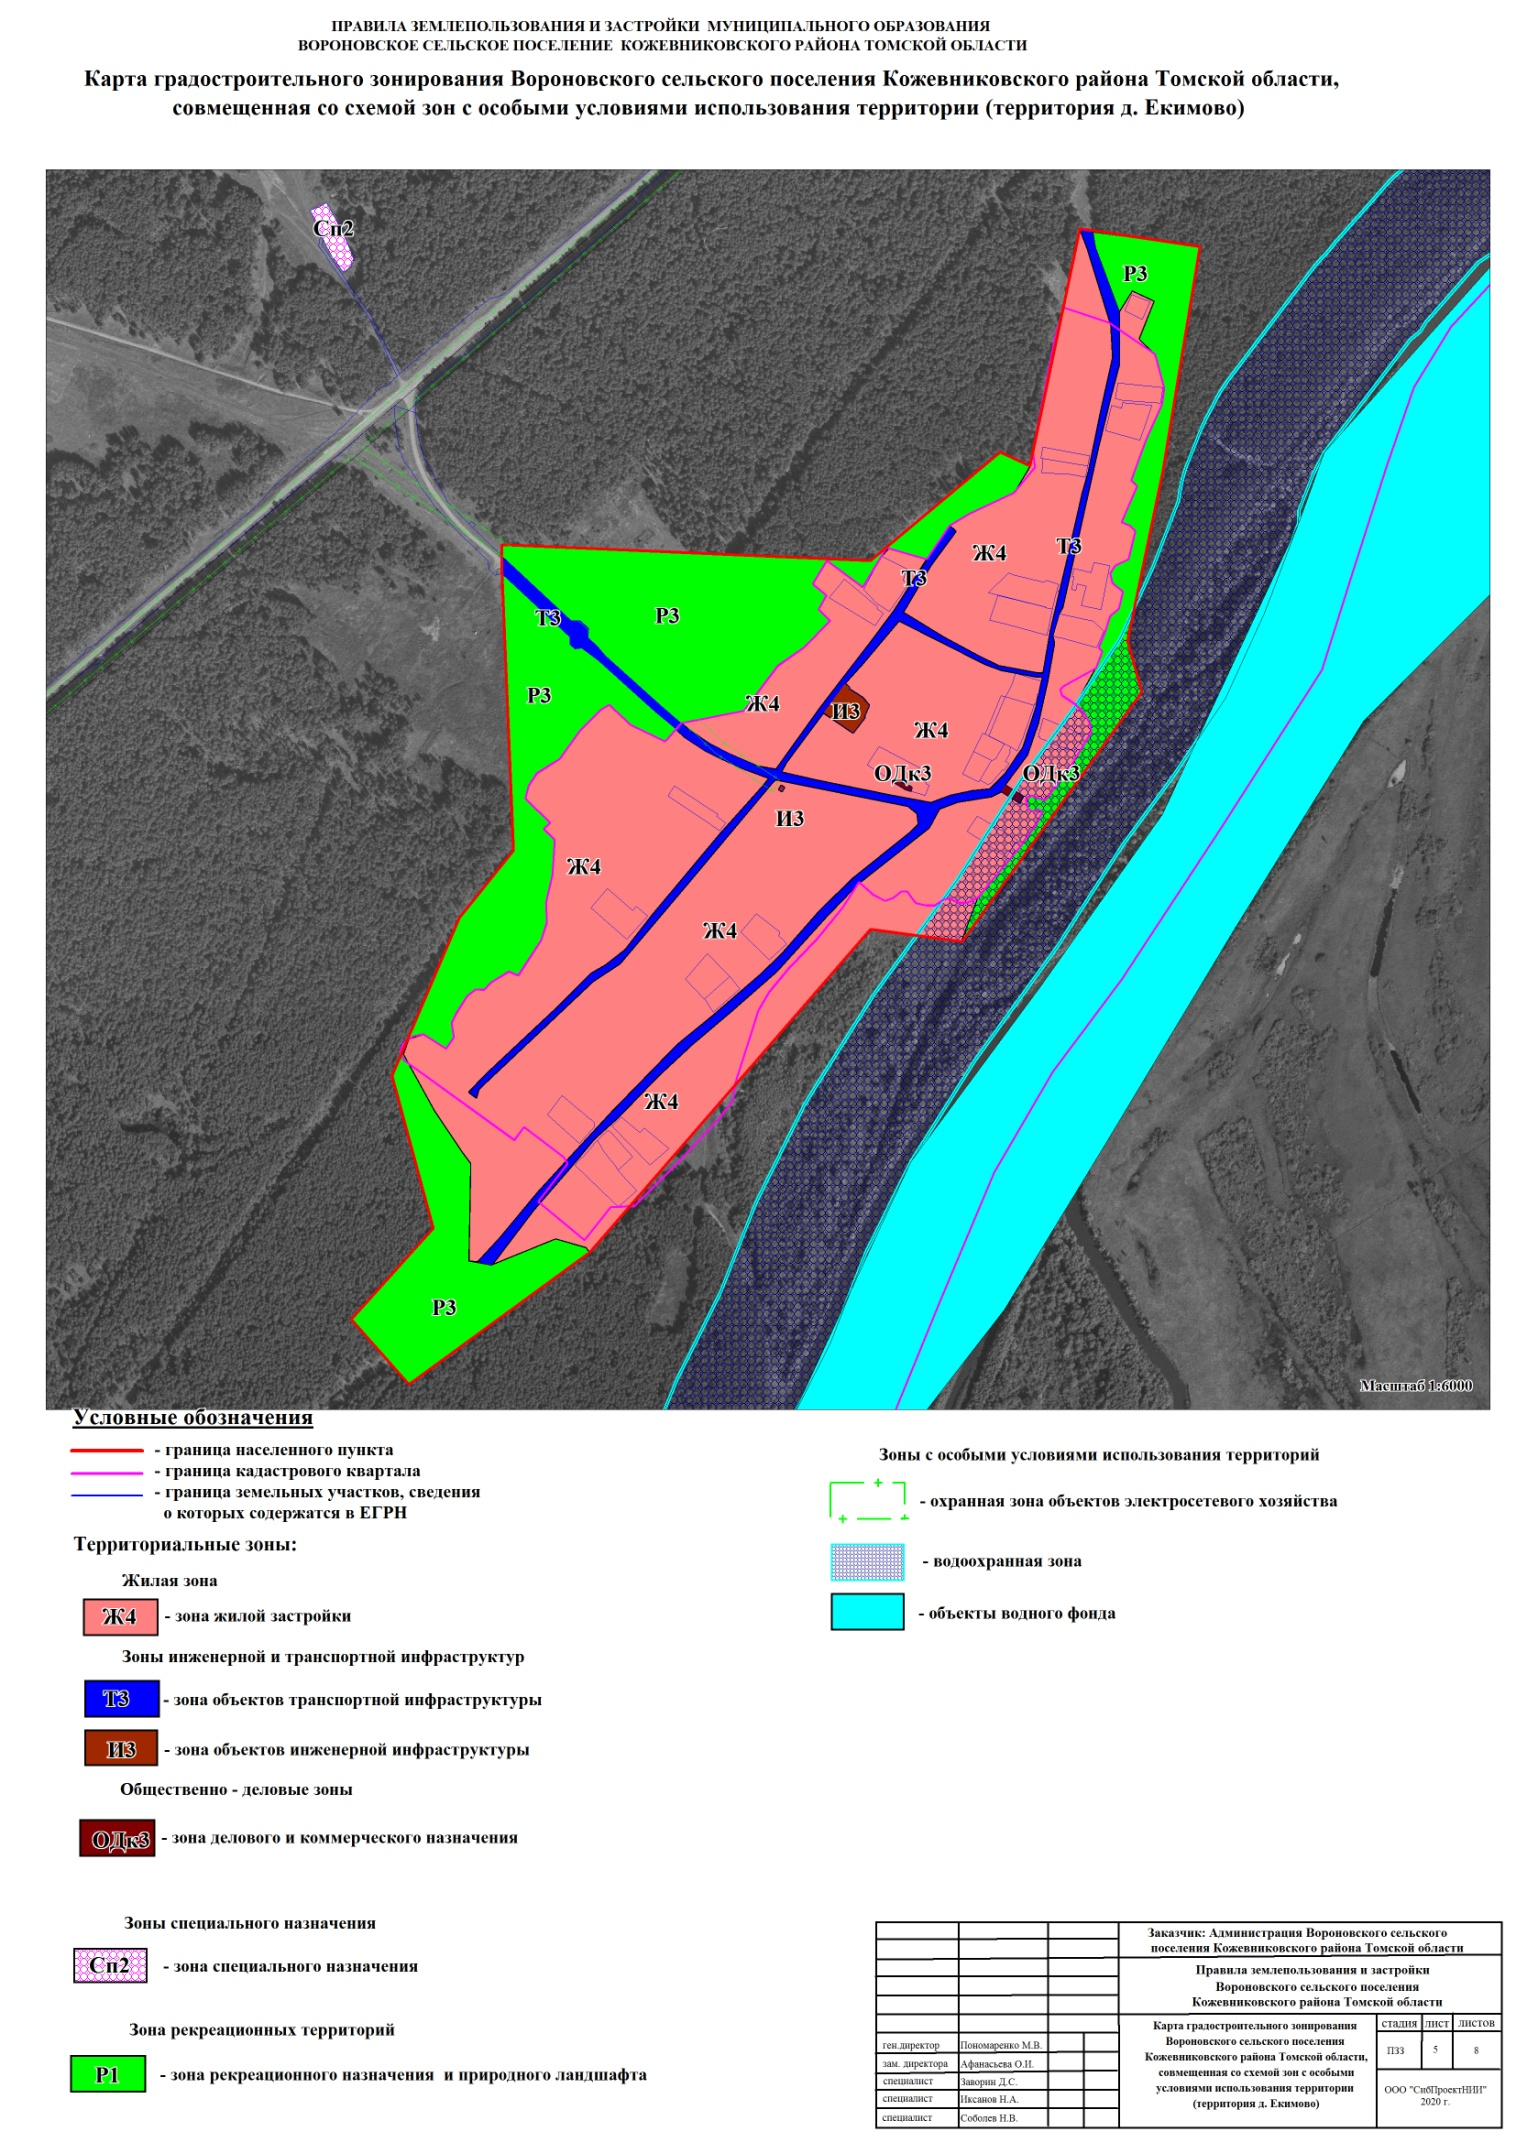 ПРАВИЛА ЗЕМЛЕПОЛЬЗОВАНИЯ И ЗАСТРОЙКИ МУНИЦИПАЛЬНОГО ОБРАЗОВАНИЯ
ВОРОНОВСКОЕ СЕЛЬСКОЕ ПОСЕЛЕНИЕ КОЖЕВНИКОВСКОГО РАЙОНА ТОМСКОЙ ОБЛАСТИ
Карта градостроительного зонирования Вороновского сельского поселения Кожевниковского района Томской области,
совмещенная со схемой зон с особыми условиями использования территории (территория д. Екимово)
Сп2
Р3
Ж4
Т3
Т3
Т3
Р3
Р3
Ж4
И3
Ж4
ОДк3
ОДк3
И3
Ж4
Ж4
Ж4
Р3
Масштаб 1:6000
Условные обозначения
- граница населенного пункта
- граница кадастрового квартала
- граница земельных участков, сведения
о которых содержатся в ЕГРН
Территориальные зоны:
Жилая зона
Ж4 - зона жилой застройки
Зоны инженерной и транспортной инфраструктур
Т3 - зона объектов транспортной инфраструктуры
И3 - зона объектов инженерной инфраструктуры
Общественно - деловые зоны
ОДк3 - зона делового и коммерческого назначения
Зоны специального назначения
Сп2 - зона специального назначения
Зона рекреационных территорий
Р1 - зона рекреационного назначения и природного ландшафта
Зоны с особыми условиями использования территорий
- охранная зона объектов электросетевого хозяйства
- водоохранная зона
- объекты водного фонда
Заказчик: Администрация Вороновского сельского
поселения Кожевниковского района Томской области
Правила землепользования и застройки
Вороновского сельского поселения
Кожевниковского района Томской области
Карта градостроительного зонирования
Вороновского сельского поселения
Кожевниковского района Томской области,
совмещенная со схемой зон с особыми
условиями использования территории
(территория д. Екимово)
стадия лист листов
ПЗЗ 5 8
ООО "СибПроектНИИ"
2020 г.
ген.директор Пономаренко М.В.
зам. директора Афанасьева О.И.
специалист Заворин Д.С.
специалист Иксанов Н.А.
специалист Соболев Н.В.